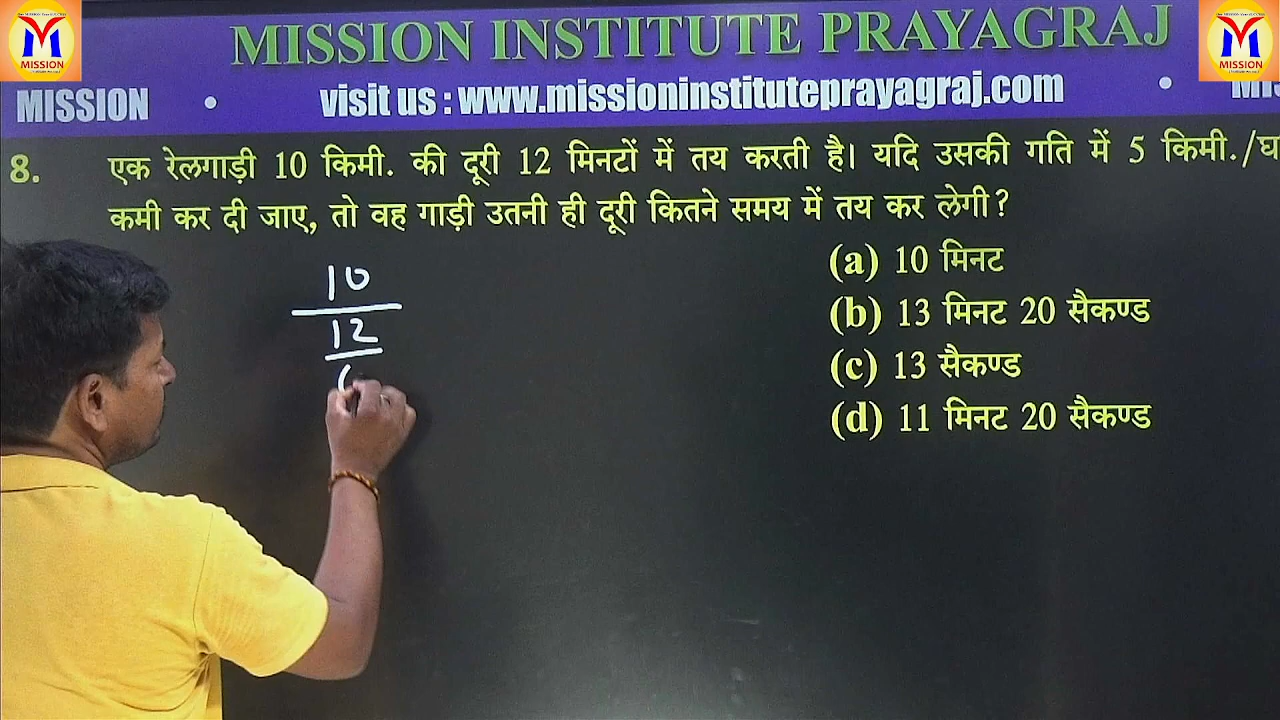 MISSION INSTITUTE PRAYAGRAJ
MISSION • visit us : www.missioninstituteprayagraj.com •
8. एक रेलगाड़ी 10 किमी. की दूरी 12 मिनटों में तय करती है। यदि उसकी गति में 5 किमी./घ
कमी कर दी जाए, तो वह गाड़ी उतनी ही दूरी कितने समय में तय कर लेगी?
(a) 10 मिनट
(b) 13 मिनट 20 सैकण्ड
(c) 13 सैकण्ड
(d) 11 मिनट 20 सैकण्ड
10
12
MISSION
MISSION